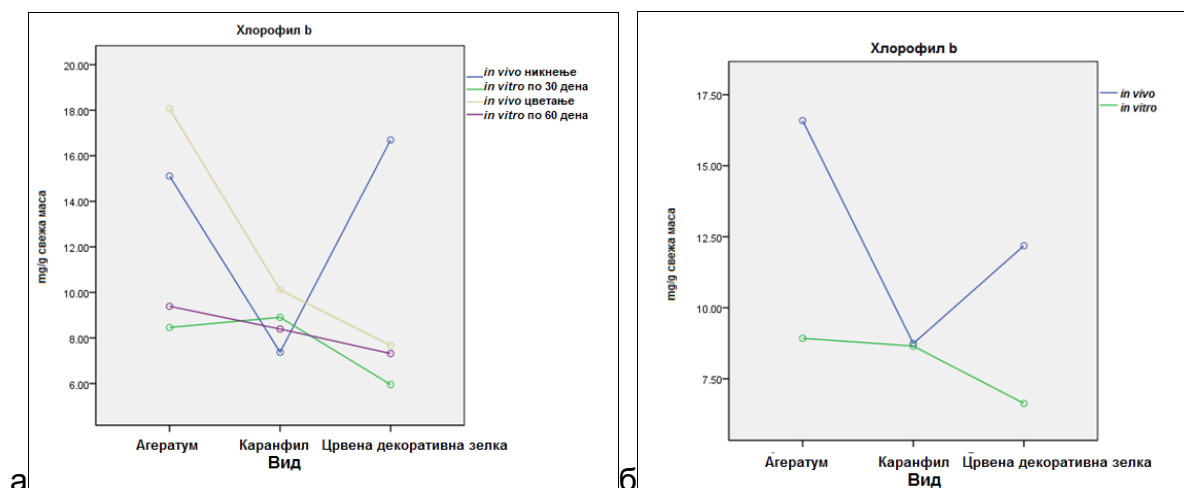 Хлорофил b
20.00
18.00
16.00
14.00
12.00
10.00
8.00
6.00
mg/g свежа маса
Агератум Каранфил Црвена декоративна зелка
Вид
in vivo никнење
in vitro по 30 дена
in vivo цветање
in vitro по 60 дена
а
Хлорофил b
17.50
15.00
12.50
10.00
7.50
mg/g свежа маса
Агератум Каранфил Црвена декоративна зелка
Вид
in vivo
in vitro
б